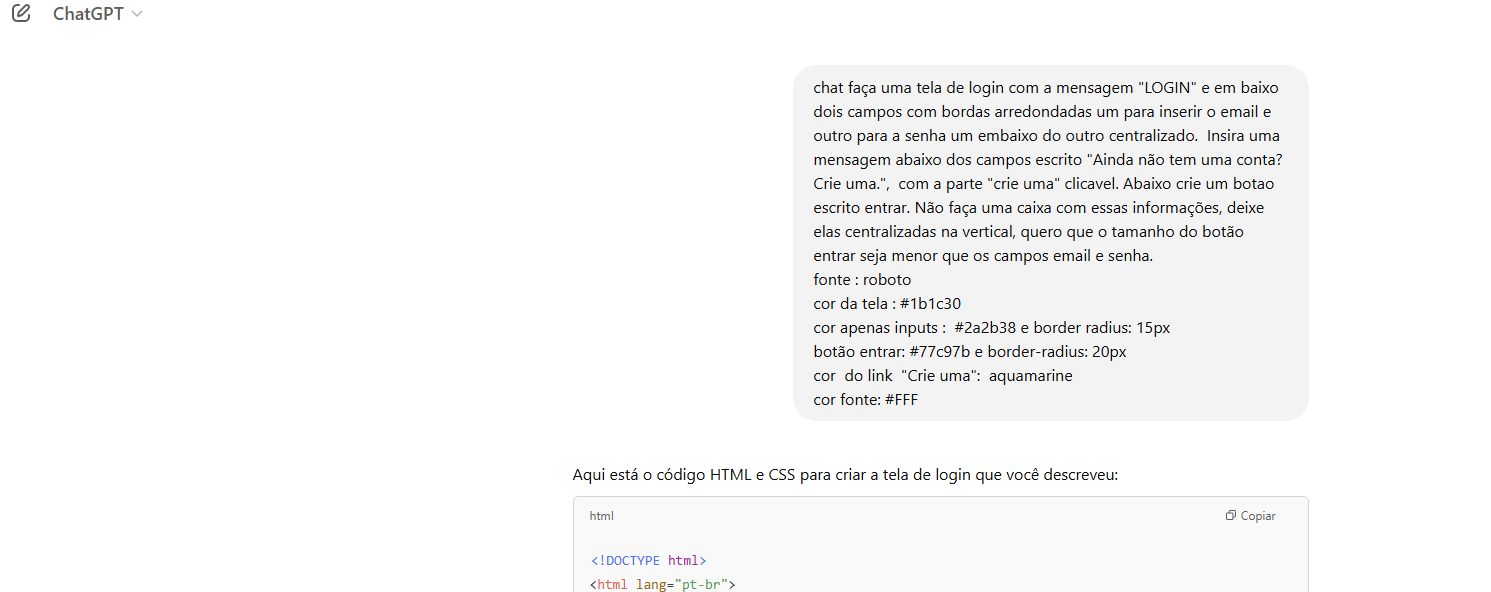 ChatGPT
chat faça uma tela de login com a mensagem "LOGIN" e em baixo
dois campos com bordas arredondadas um para inserir o email e
outro para a senha um embaixo do outro centralizado.  Insira uma
mensagem abaixo dos campos escrito "Ainda não tem uma conta?
Crie uma.",  com a parte "crie uma" clicavel. Abaixo crie um botao
escrito entrar. Não faça uma caixa com essas informações, deixe
elas centralizadas na vertical, quero que o tamanho do botão
entrar seja menor que os campos email e senha.
fonte : roboto
cor da tela : #1b1c30
cor apenas inputs :  #2a2b38 e border radius: 15px
botão entrar: #77c97b e border-radius: 20px
cor  do link  "Crie uma":  aquamarine
cor fonte: #FFF
Aqui está o código HTML e CSS para criar a tela de login que você descreveu:
html
Copiar
<!DOCTYPE html>
<html lang="pt-br">